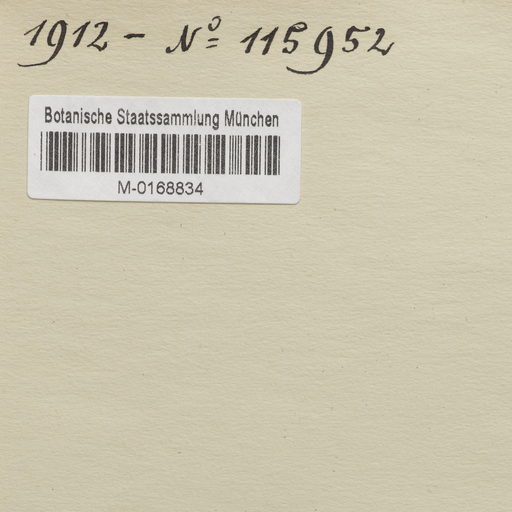 1912 - Nº 115952
Botanische Staatssammlung München
M-0168834